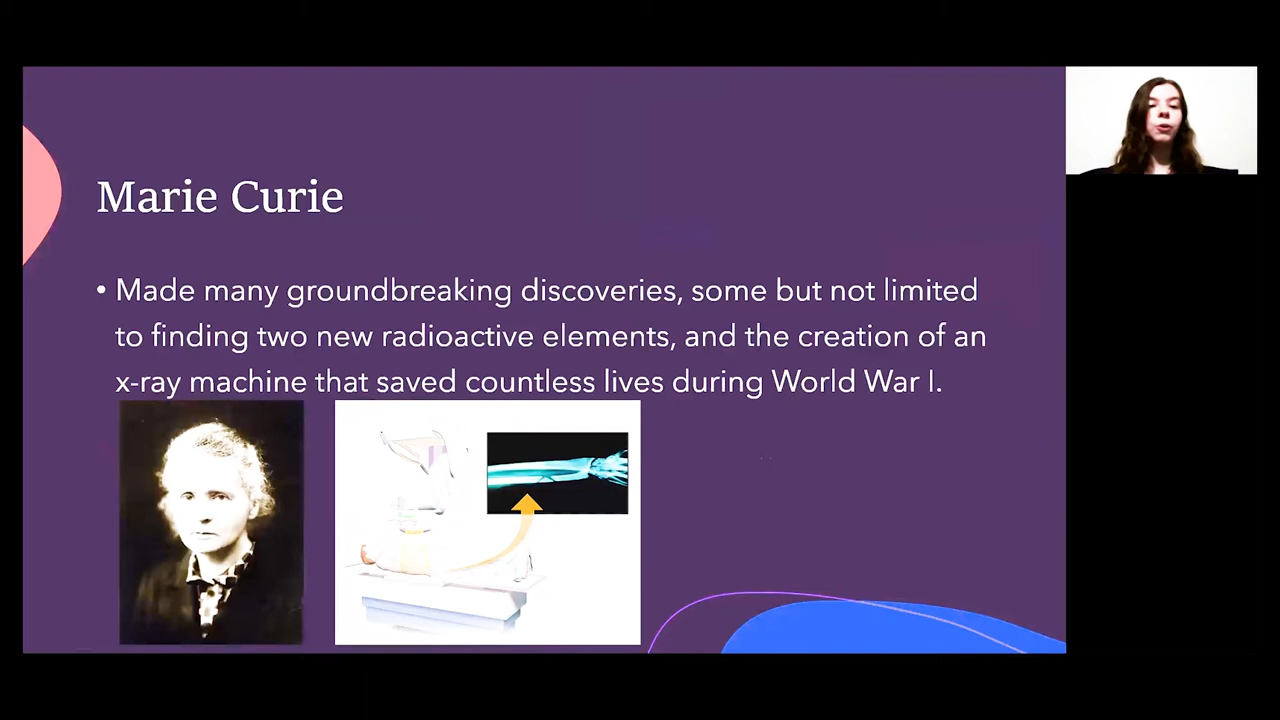 Marie Curie
• Made many groundbreaking discoveries, some but not limited
to finding two new radioactive elements, and the creation of an
x-ray machine that saved countless lives during World War I.